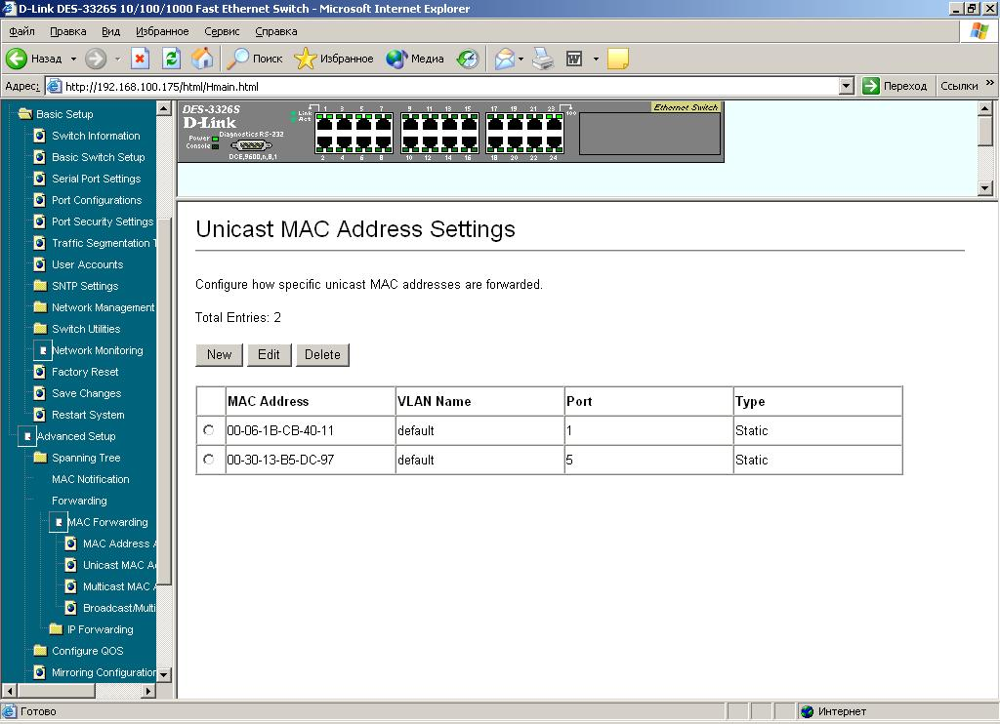 D-Link DES-3326S 10/100/1000 Fast Ethernet Switch - Microsoft Internet Explorer
Файл Правка Вид Избранное Сервис Справка
Назад Поиск Избранное Медиа
Адрес: http://192.168.100.175/html/Hmain.html Переход Ссылки »
Basic Setup
Switch Information
Basic Switch Setup
Serial Port Settings
Port Configurations
Port Security Settings
Traffic Segmentation T
User Accounts
SNTP Settings
Network Management
Switch Utilities
Network Monitoring
Factory Reset
Save Changes
Restart System
Advanced Setup
Spanning Tree
MAC Notification
Forwarding
MAC Forwarding
MAC Address A
Unicast MAC Ad
Multicast MAC A
Broadcast/Multi
IP Forwarding
Configure QOS
Mirroring Configuration
DES-3326S
D-Link
Power
Console
Diagnostics RS-232
DCE,9600,n,8,1
Link
Act
1 3 5 7 9 11 13 15 17 19 21 23
100
2 4 6 8 10 12 14 16 18 20 22 24
Ethernet Switch
Unicast MAC Address Settings
Configure how specific unicast MAC addresses are forwarded.
Total Entries: 2
New Edit Delete
MAC Address VLAN Name Port Type
00-06-1B-CB-40-11 default 1 Static
00-30-13-B5-DC-97 default 5 Static
Готово Интернет